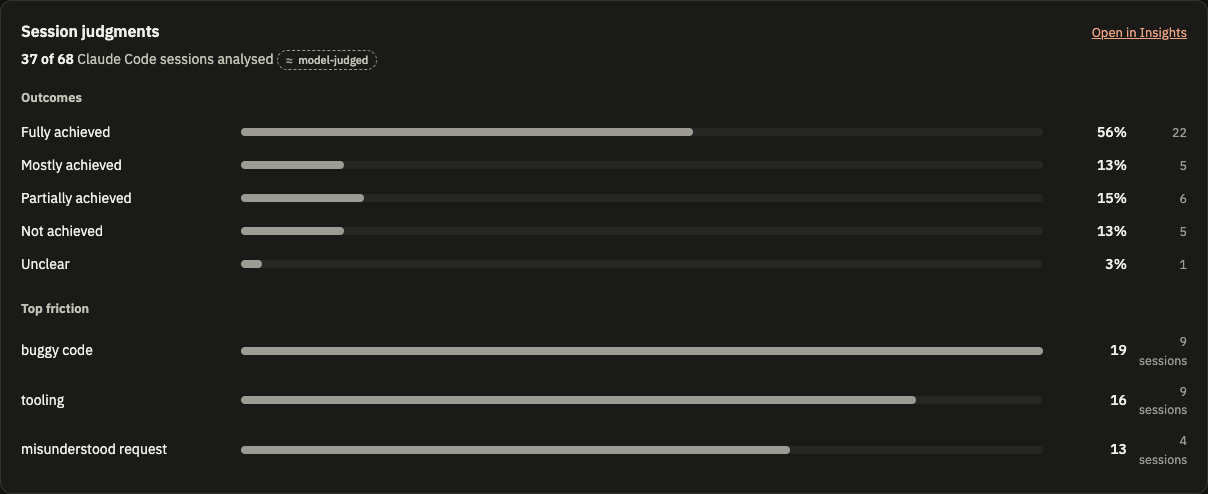 Session judgments
Open in Insights
37 of 68 Claude Code sessions analysed ≈ model-judged
Outcomes
Fully achieved 56% 22
Mostly achieved 13% 5
Partially achieved 15% 6
Not achieved 13% 5
Unclear 3% 1
Top friction
buggy code 19 9 sessions
tooling 16 9 sessions
misunderstood request 13 4 sessions